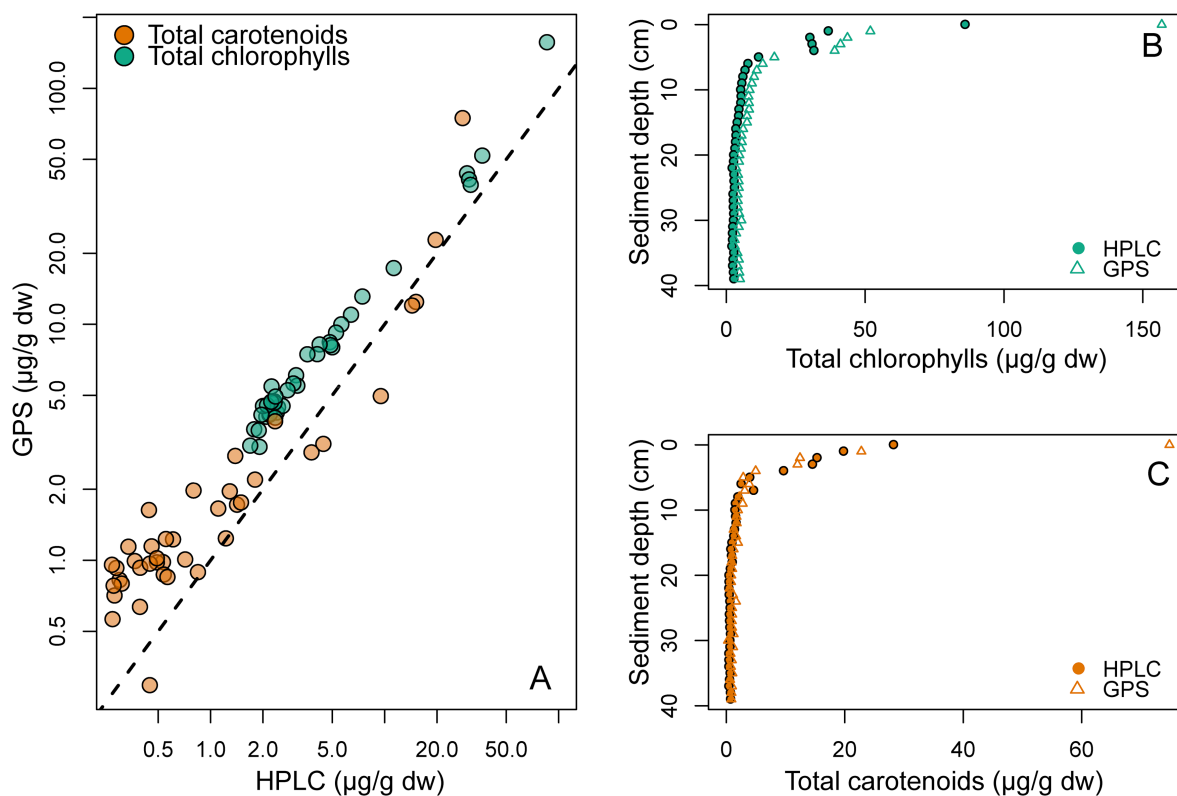 Total carotenoids
Total chlorophylls
100.0
50.0
20.0
10.0
5.0
2.0
1.0
0.5
GPS (µg/g dw)
0.5 1.0 2.0 5.0 20.0 50.0
HPLC (µg/g dw)
A
B
0
10
20
30
40
Sediment depth (cm)
HPLC
GPS
0 50 100 150
Total chlorophylls (µg/g dw)
C
0
10
20
30
40
Sediment depth (cm)
HPLC
GPS
0 20 40 60
Total carotenoids (µg/g dw)